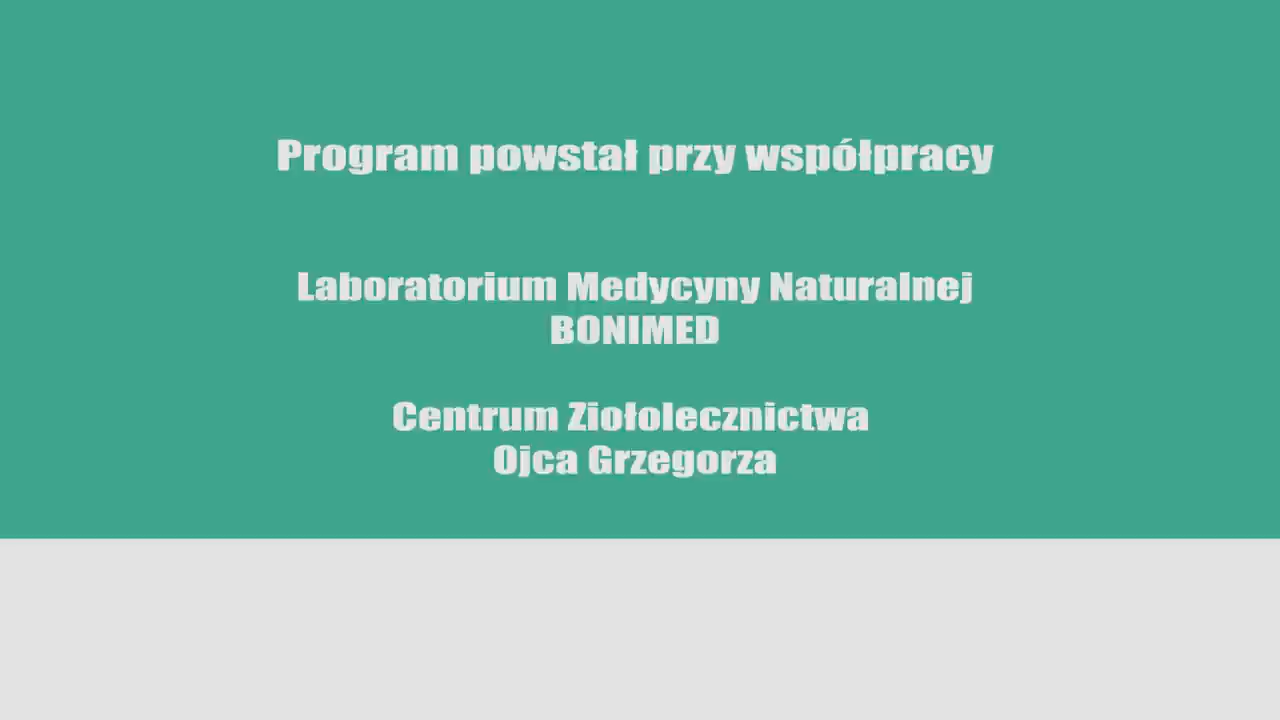 Program powstał przy współpracy
Laboratorium Medycyny Naturalnej
BONIMED
Centrum Ziołolecznictwa
Ojca Grzegorza